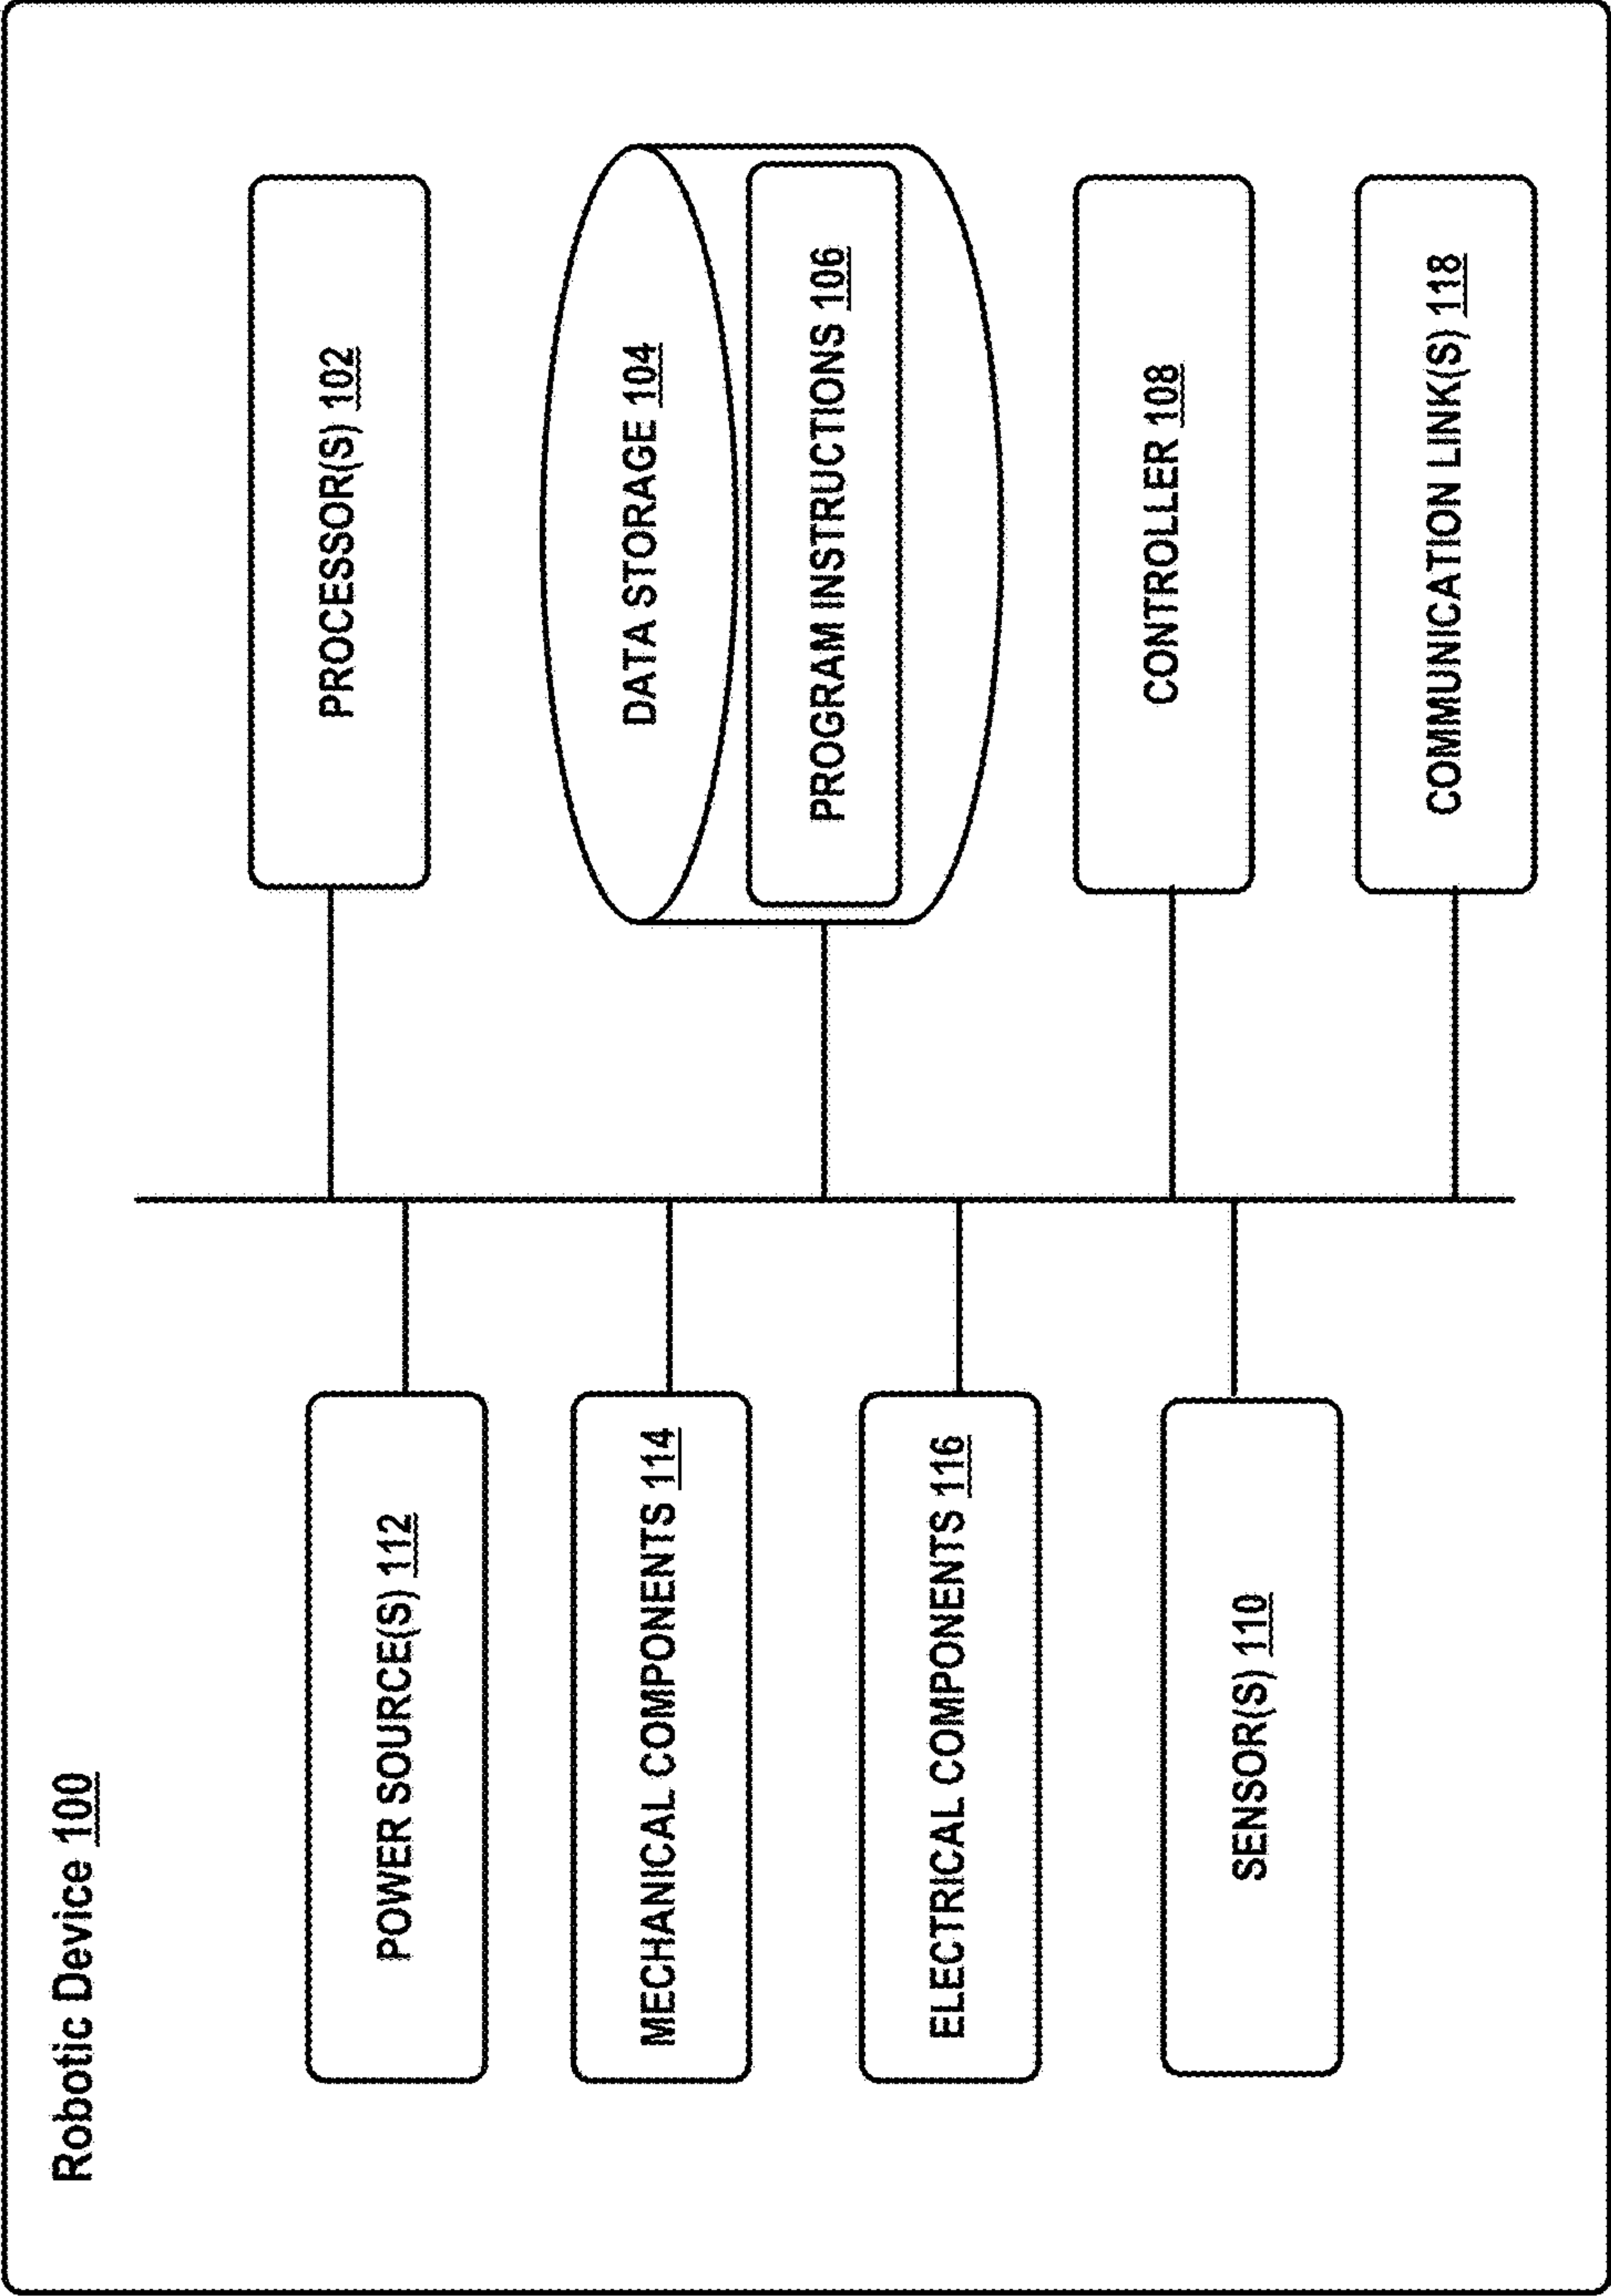 Robotic Device 100
POWER SOURCE(S) 112
MECHANICAL COMPONENTS 114
ELECTRICAL COMPONENTS 116
SENSOR(S) 110
PROCESSOR(S) 102
DATA STORAGE 104
PROGRAM INSTRUCTIONS 106
CONTROLLER 108
COMMUNICATION LINK(S) 118